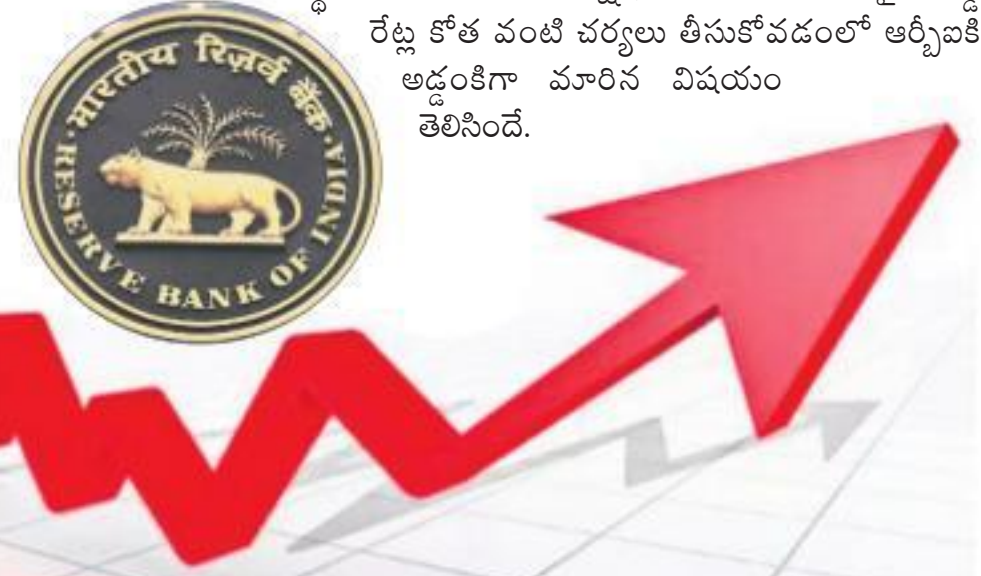 రేట్ల కోత వంటి చర్యలు తీసుకోవడంలో ఆర్బీఐకి
అడ్డంకిగా మారిన విషయం
తెలిసిందే.
भारतीय रिज़र्व बैंक
RESERVE BANK OF INDIA